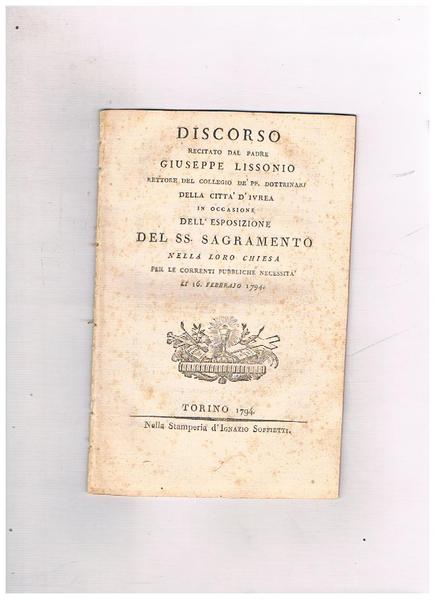 DISCORSO
RECITATO DAL PADRE
GIUSEPPE LISSONIO
RETTORE DEL COLLEGIO DE' PP. DOTTRINARJ
DELLA CITTA' D'IVREA
IN OCCASIONE
DELL' ESPOSIZIONE
DEL SS. SAGRAMENTO
NELLA LORO CHIESA
PER LE CORRENTI PUBBLICHE NECESSITA'
LI 16. FEBBRAJO 1794.
TORINO 1794.
Nella Stamperia d'IGNAZIO SOFFIETTI.